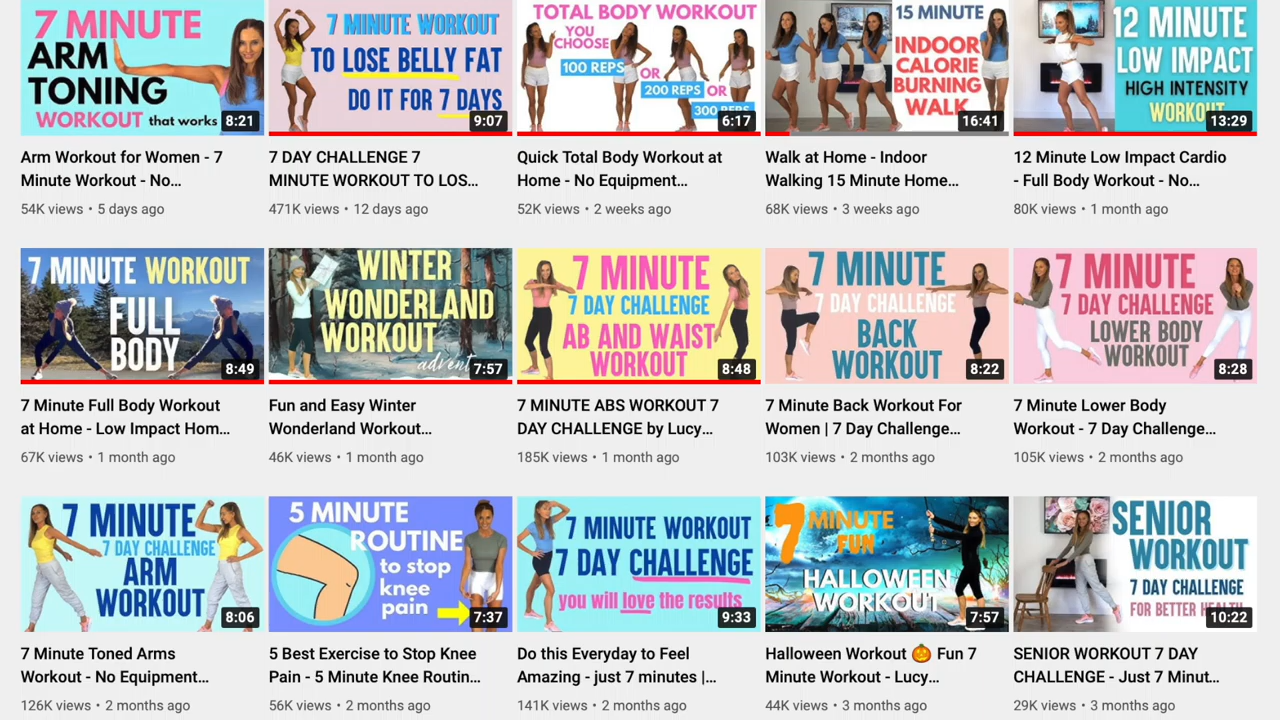 7 MINUTE
ARM
TONING
WORKOUT that works
8:21
Arm Workout for Women - 7
Minute Workout - No...
54K views • 5 days ago
7 MINUTE WORKOUT
TO LOSE BELLY FAT
DO IT FOR 7 DAYS
9:07
7 DAY CHALLENGE 7
MINUTE WORKOUT TO LOS...
471K views • 12 days ago
TOTAL BODY WORKOUT
YOU
CHOOSE
100 REPS
OR
200 REPS OR
300 REPS
6:17
Quick Total Body Workout at
Home - No Equipment...
52K views • 2 weeks ago
15 MINUTE
INDOOR
CALORIE
BURNING
WALK
16:41
Walk at Home - Indoor
Walking 15 Minute Home...
68K views • 3 weeks ago
12 MINUTE
LOW IMPACT
HIGH INTENSITY
WORKOUT
13:29
12 Minute Low Impact Cardio
- Full Body Workout - No...
80K views • 1 month ago
7 MINUTE WORKOUT
FULL
BODY
8:49
7 Minute Full Body Workout
at Home - Low Impact Hom...
67K views • 1 month ago
WINTER
WONDERLAND
WORKOUT
advent
7:57
Fun and Easy Winter
Wonderland Workout...
46K views • 1 month ago
7 MINUTE
7 DAY CHALLENGE
AB AND WAIST
WORKOUT
8:48
7 MINUTE ABS WORKOUT 7
DAY CHALLENGE by Lucy...
185K views • 1 month ago
7 MINUTE
7 DAY CHALLENGE
BACK
WORKOUT
8:22
7 Minute Back Workout For
Women | 7 Day Challenge...
103K views • 2 months ago
7 MINUTE
7 DAY CHALLENGE
LOWER BODY
WORKOUT
8:28
7 Minute Lower Body
Workout - 7 Day Challenge...
105K views • 2 months ago
7 MINUTE
7 DAY CHALLENGE
ARM
WORKOUT
8:06
7 Minute Toned Arms
Workout - No Equipment...
126K views • 2 months ago
5 MINUTE
ROUTINE
to stop
knee
pain
7:37
5 Best Exercise to Stop Knee
Pain - 5 Minute Knee Routin...
56K views • 2 months ago
7 MINUTE WORKOUT
7 DAY CHALLENGE
you will love the results
9:33
Do this Everyday to Feel
Amazing - just 7 minutes |...
141K views • 2 months ago
7 MINUTE
FUN
HALLOWEEN
WORKOUT
7:57
Halloween Workout 🎃 Fun 7
Minute Workout - Lucy...
44K views • 3 months ago
SENIOR
WORKOUT
7 DAY CHALLENGE
FOR BETTER HEALTH
10:22
SENIOR WORKOUT 7 DAY
CHALLENGE - Just 7 Minut...
29K views • 3 months ago